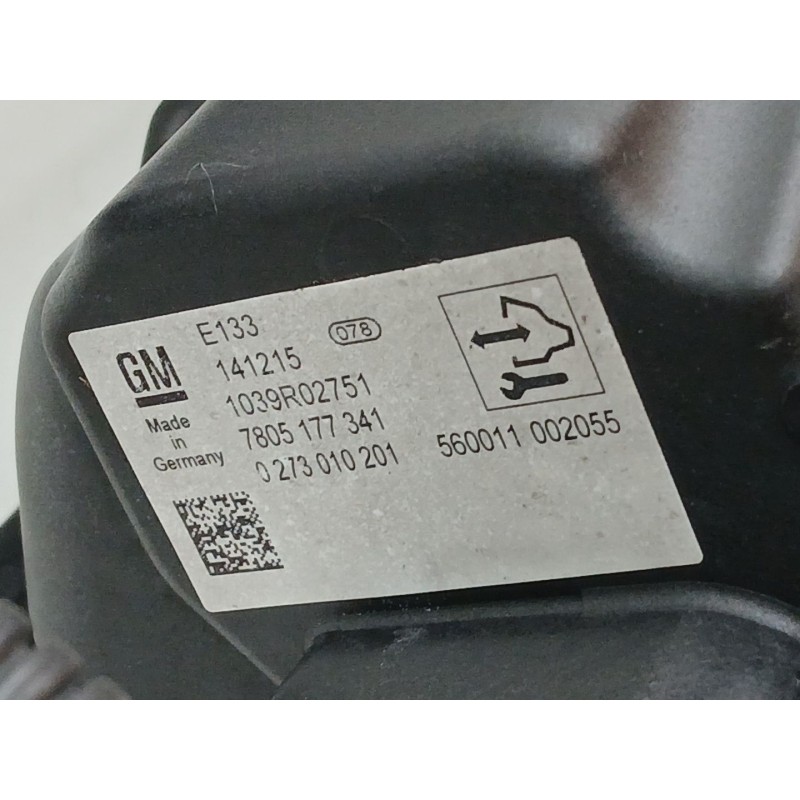 E133
078
GM
141215
1039R02751
Made
in
Germany
7805 177 341
0 273 010 201
560011 002055